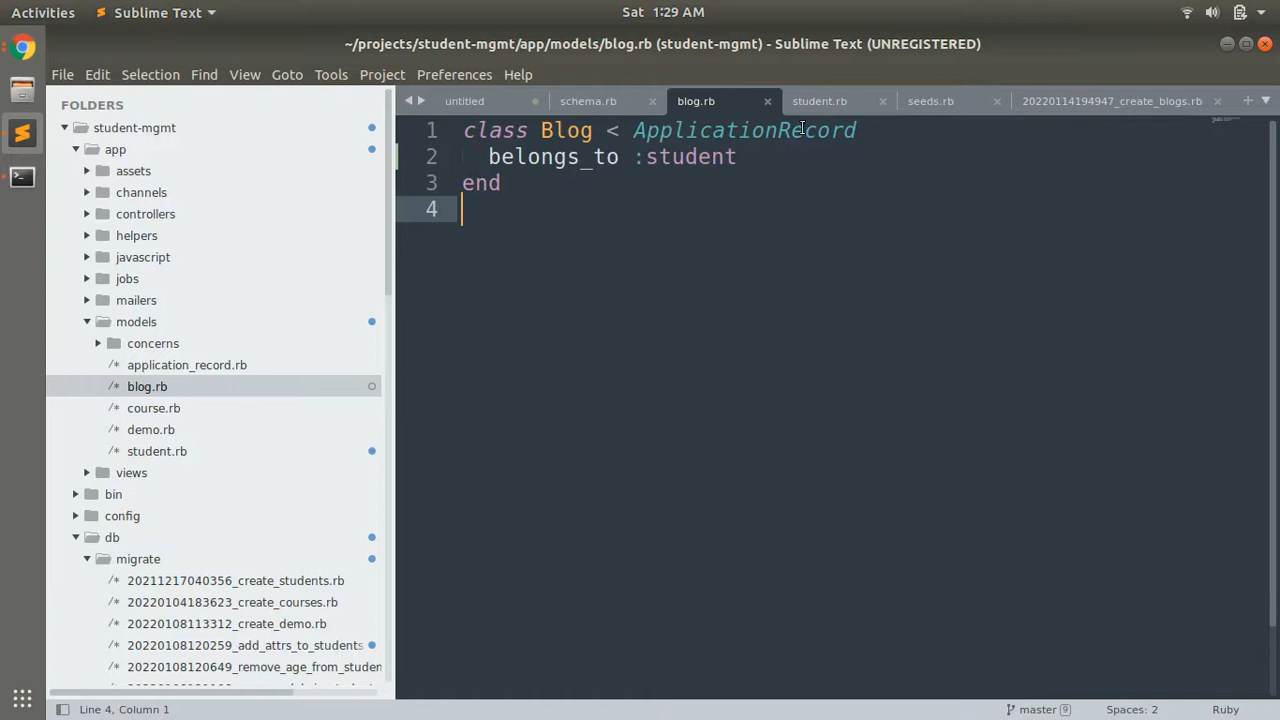 Activities
Sublime Text
Sat 1:29 AM
~/projects/student-mgmt/app/models/blog.rb (student-mgmt) - Sublime Text (UNREGISTERED)
File Edit Selection Find View Goto Tools Project Preferences Help
FOLDERS
student-mgmt
app
assets
channels
controllers
helpers
javascript
jobs
mailers
models
concerns
/* application_record.rb
/* blog.rb
/* course.rb
/* demo.rb
/* student.rb
views
bin
config
db
migrate
/* 20211217040356_create_students.rb
/* 20220104183623_create_courses.rb
/* 20220108113312_create_demo.rb
/* 20220108120259_add_attrs_to_students
/* 20220108120649_remove_age_from_studen
untitled
schema.rb
blog.rb
student.rb
seeds.rb
20220114194947_create_blogs.rb
1 class Blog < ApplicationRecord
2 belongs_to :student
3 end
4
Line 4, Column 1
master 9
Spaces: 2
Ruby